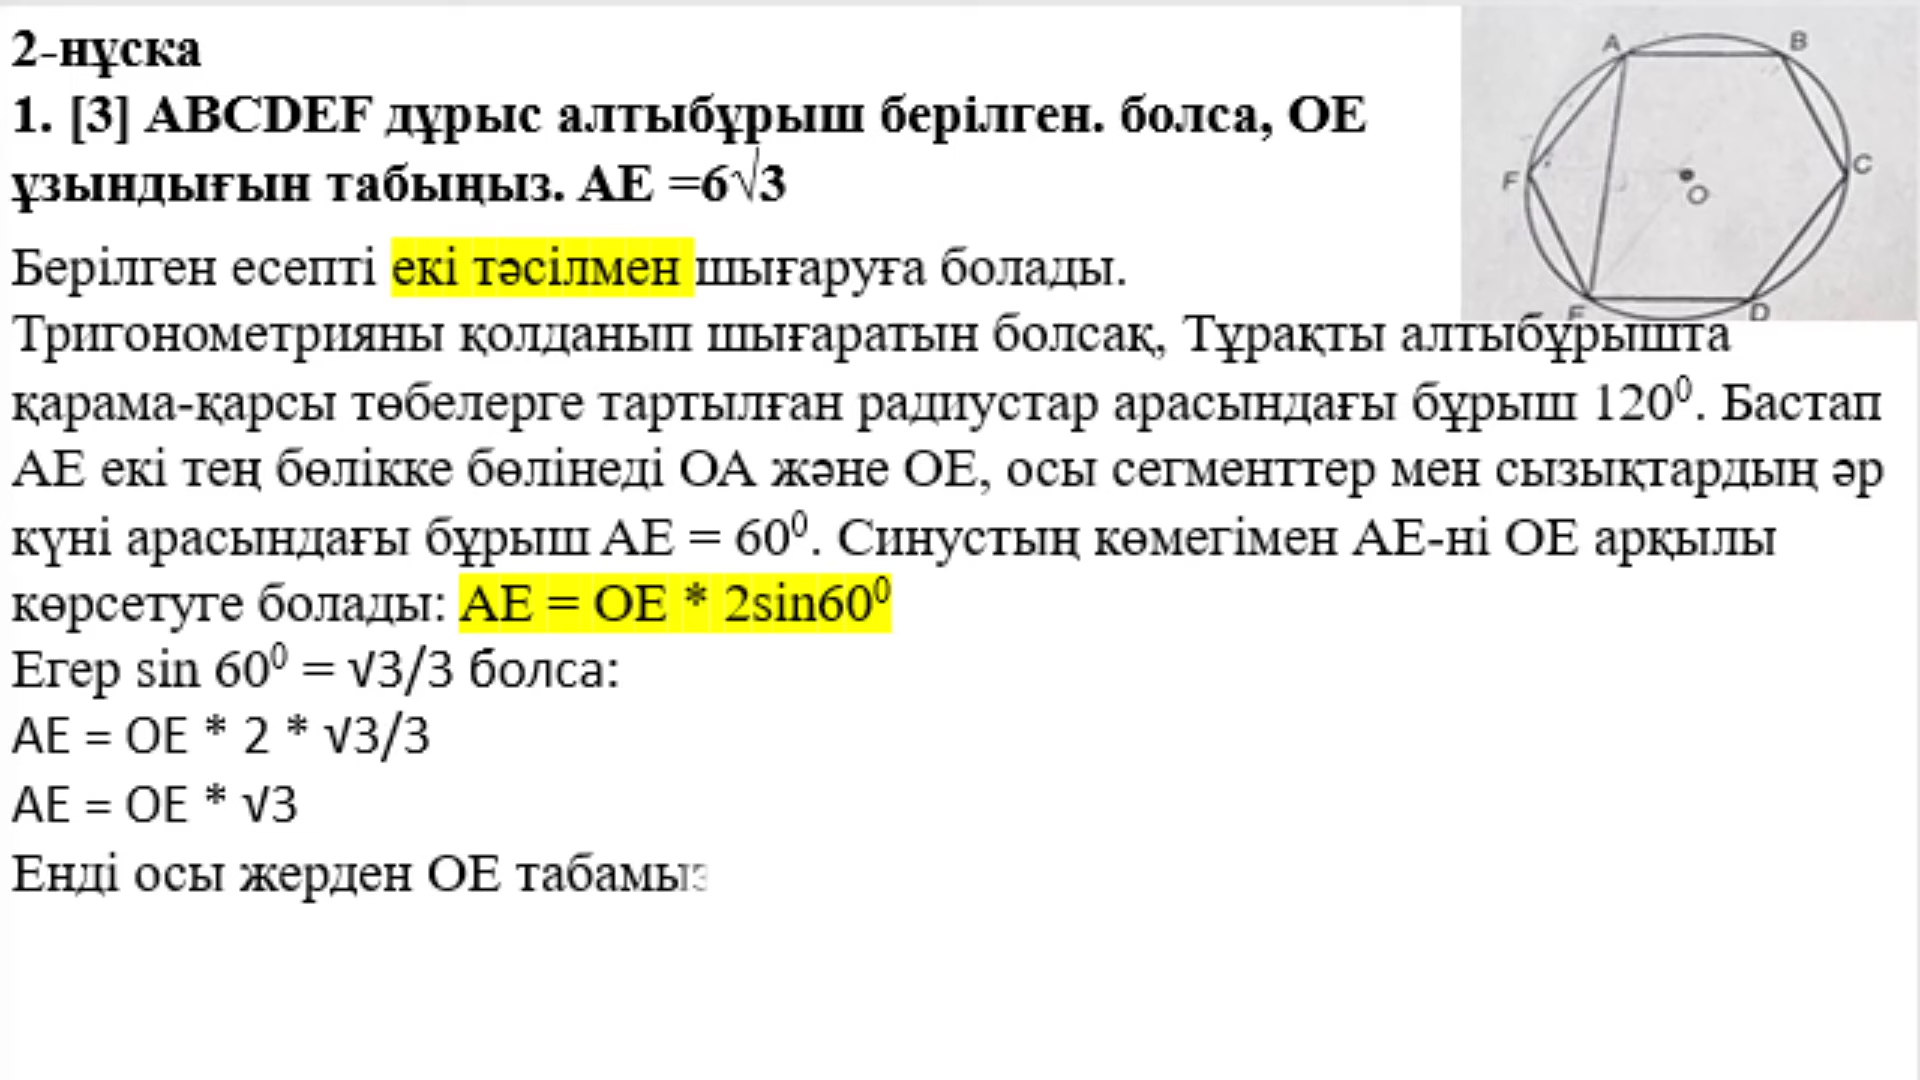 2-нұска
1. [3] ABCDEF дұрыс алтыбұрыш берілген. болса, OE
ұзындығын табыңыз. AE =6√3
Берілген есепті екі тәсілмен шығаруға болады.
Тригонометрияны қолданып шығаратын болсақ, Тұрақты алтыбұрышта
қарама-қарсы төбелерге тартылған радиустар арасындағы бұрыш 120⁰. Бастап
AE екі тең бөлікке бөлінеді OA және OE, осы сегменттер мен сызықтардың әр
күні арасындағы бұрыш AE = 60⁰. Синустың көмегімен AE-ні OE арқылы
көрсетуге болады: AE = OE * 2sin60⁰
Егер sin 60⁰ = √3/3 болса:
AE = OE * 2 * √3/3
AE = OE * √3
Енді осы жерден OE табамыз
A
B
F
C
O
E
D